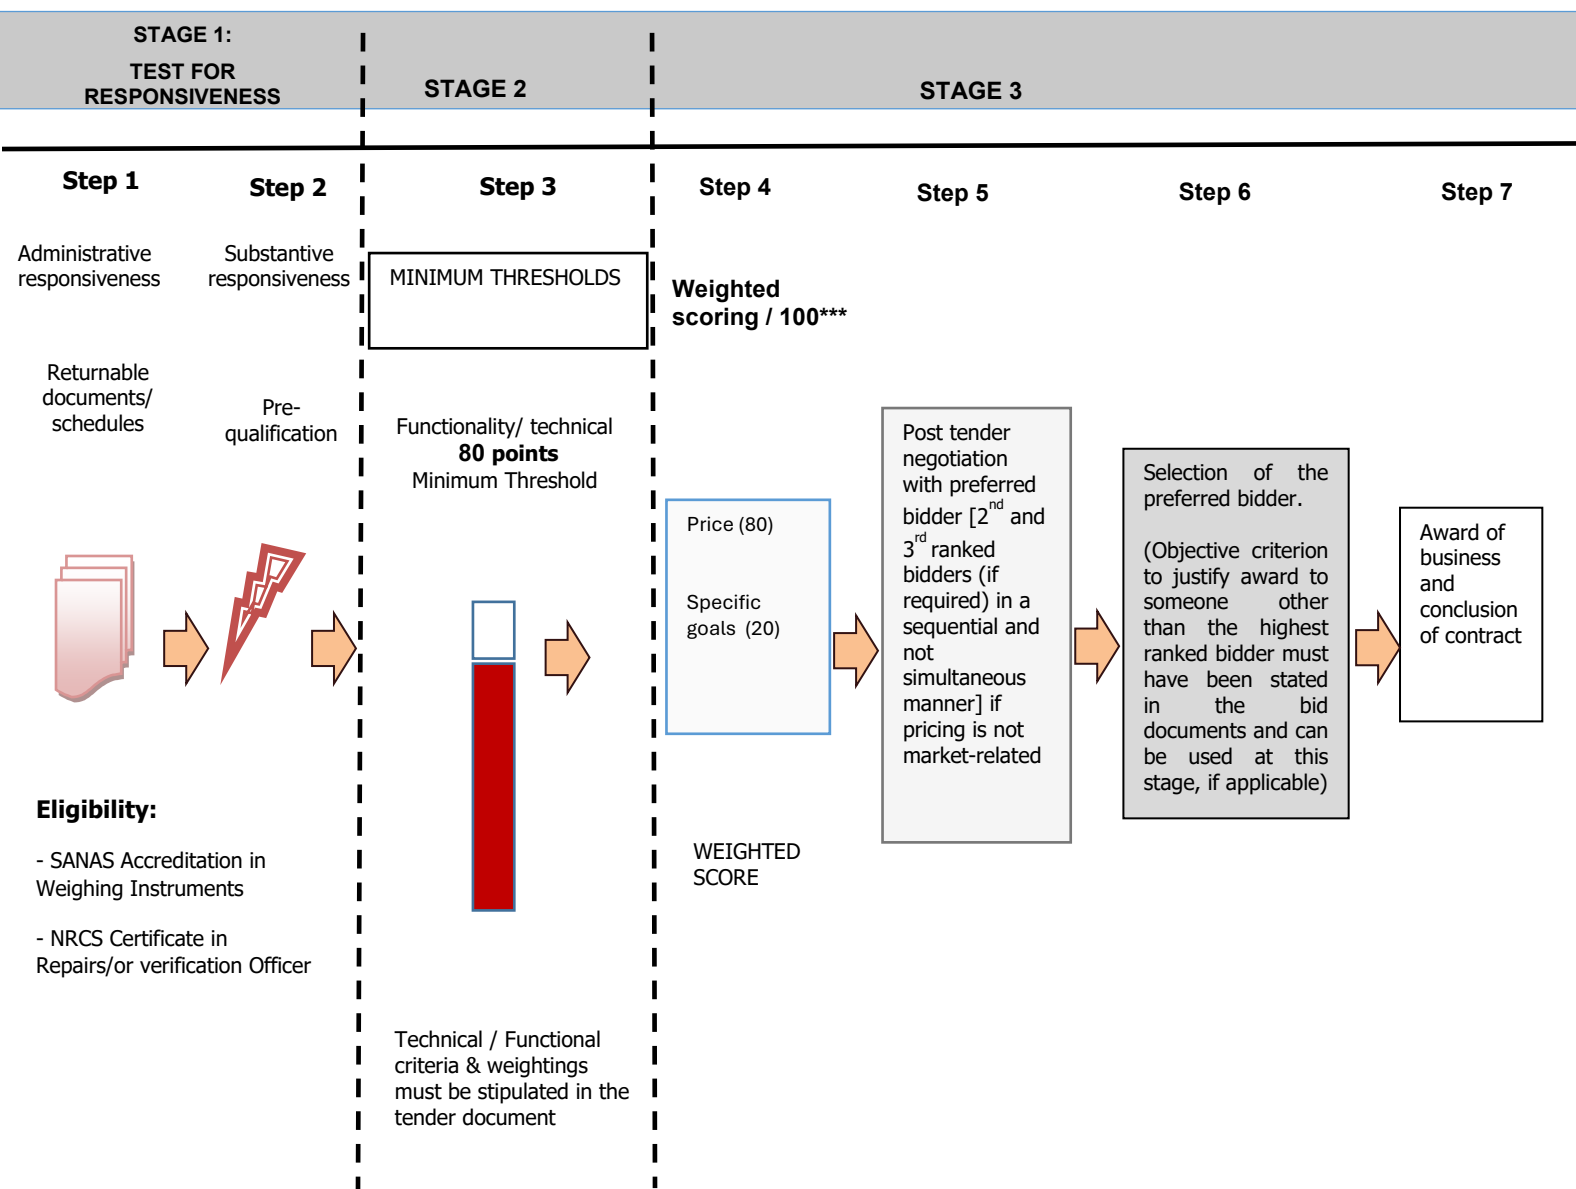 STAGE 1:
TEST FOR
RESPONSIVENESS
STAGE 2
STAGE 3
Step 1
Step 2
Step 3
Step 4
Step 5
Step 6
Step 7
Administrative
responsiveness
Substantive
responsiveness
MINIMUM THRESHOLDS
Weighted
scoring / 100***
Returnable
documents/
schedules
Pre-
qualification
Functionality/ technical
80 points
Minimum Threshold
Price (80)
Specific
goals (20)
Post tender
negotiation
with preferred
bidder [2nd and
3rd ranked
bidders (if
required) in a
sequential and
not
simultaneous
manner] if
pricing is not
market-related
Selection of the
preferred bidder.
(Objective criterion
to justify award to
someone other
than the highest
ranked bidder must
have been stated
in the bid
documents and can
be used at this
stage, if applicable)
Award of
business
and
conclusion
of contract
Eligibility:
- SANAS Accreditation in
Weighing Instruments
- NRCS Certificate in
Repairs/or verification Officer
WEIGHTED
SCORE
Technical / Functional
criteria & weightings
must be stipulated in the
tender document